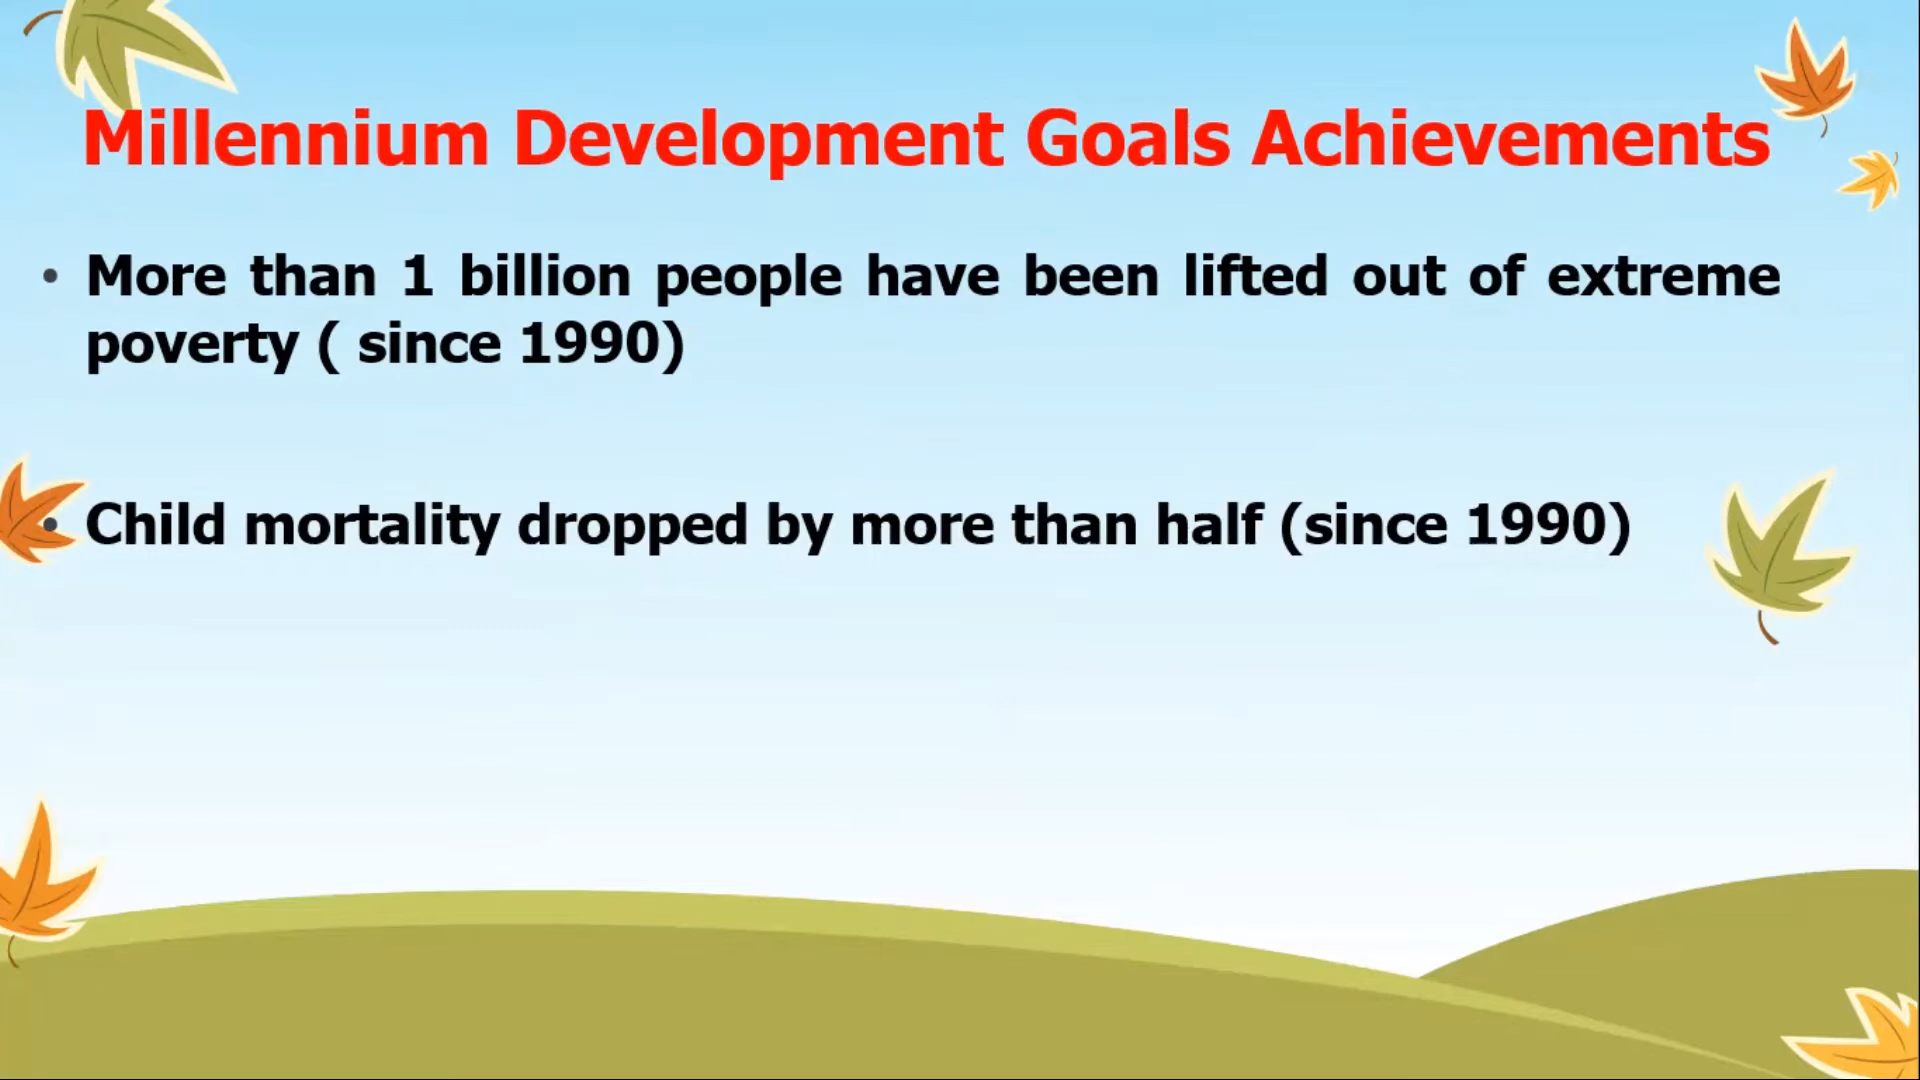 Millennium Development Goals Achievements
• More than 1 billion people have been lifted out of extreme
poverty ( since 1990)
• Child mortality dropped by more than half (since 1990)